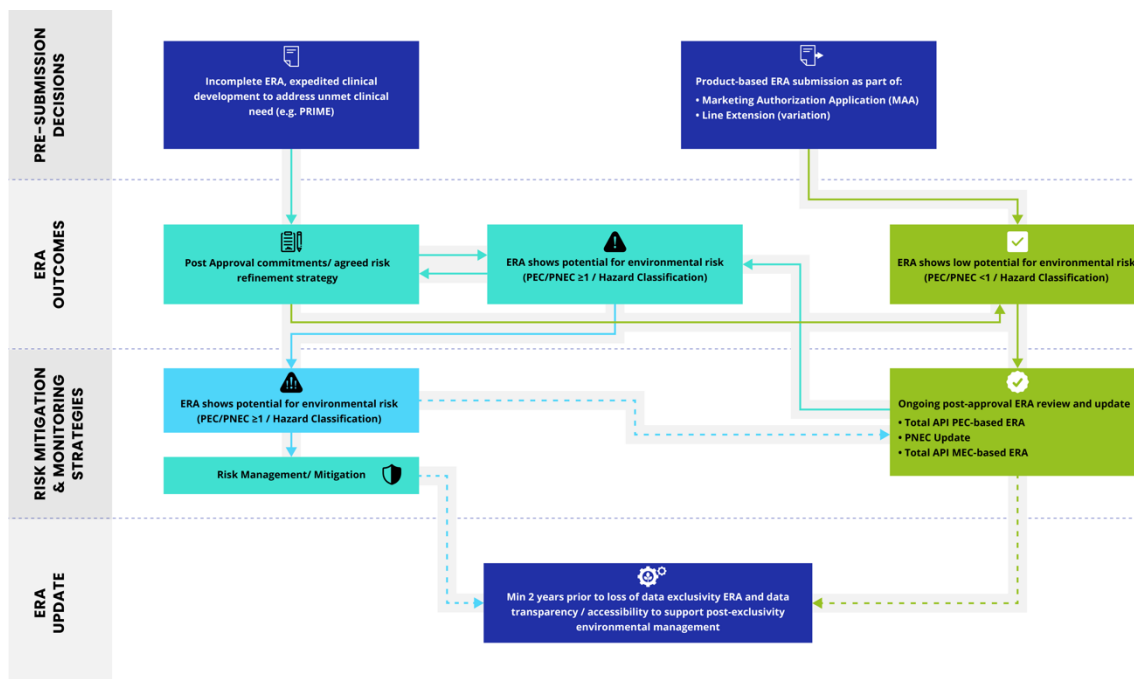 PRE-SUBMISSION
DECISIONS
Incomplete ERA, expedited clinical
development to address unmet clinical
need (e.g. PRIME)
Product-based ERA submission as part of:
• Marketing Authorization Application (MAA)
• Line Extension (variation)
ERA
OUTCOMES
Post Approval commitments/ agreed risk
refinement strategy
ERA shows potential for environmental risk
(PEC/PNEC ≥1 / Hazard Classification)
ERA shows low potential for environmental risk
(PEC/PNEC <1 / Hazard Classification)
RISK MITIGATION
& MONITORING
STRATEGIES
ERA shows potential for environmental risk
(PEC/PNEC ≥1 / Hazard Classification)
Risk Management/ Mitigation
Ongoing post-approval ERA review and update
• Total API PEC-based ERA
• PNEC Update
• Total API MEC-based ERA
ERA
UPDATE
Min 2 years prior to loss of data exclusivity ERA and data
transparency / accessibility to support post-exclusivity
environmental management